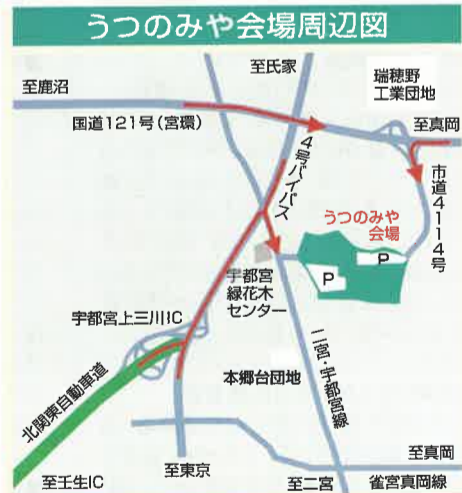 うつのみや会場周辺図
至氏家
至鹿沼
瑞穂野
工業団地
国道121号(宮環)
至真岡
4号バイパス
市道4114号
うつのみや
会場
P
P
宇都宮
緑花木
センター
宇都宮上三川IC
二宮・宇都宮線
北関東自動車道
本郷台団地
至真岡
至東京
至壬生IC
至二宮
雀宮真岡線